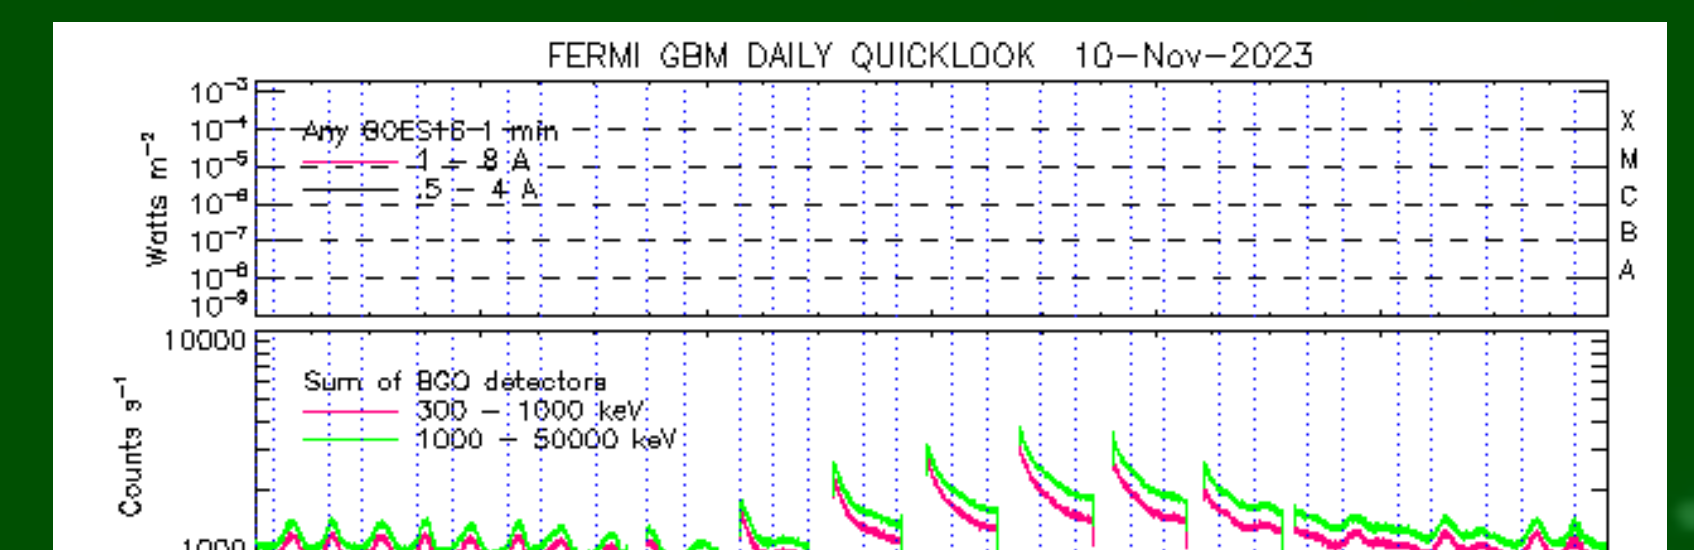 FERMI GBM DAILY QUICKLOOK 10-Nov-2023
10⁻³
10⁻⁴
10⁻⁵
10⁻⁶
10⁻⁷
10⁻⁸
10⁻⁹
Watts m⁻²
Any GOES16 1 min
1 - 8 A
.5 - 4 A
X
M
C
B
A
10000
1000
Counts s⁻¹
Sum of BGO detectors
300 - 1000 keV
1000 - 50000 keV